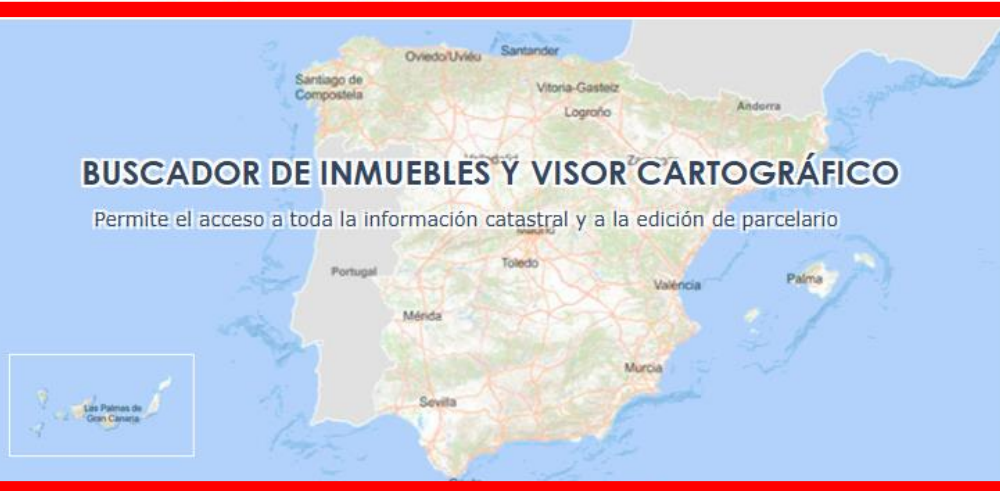 Oviedo/Uviéu
Santander
Santiago de
Compostela
Vitoria-Gasteiz
Logroño
Andorra
BUSCADOR DE INMUEBLES Y VISOR CARTOGRÁFICO
Permite el acceso a toda la información catastral y a la edición de parcelario
Madrid
Toledo
Portugal
València
Palma
Mérida
Murcia
Sevilla
Las Palmas de
Gran Canaria